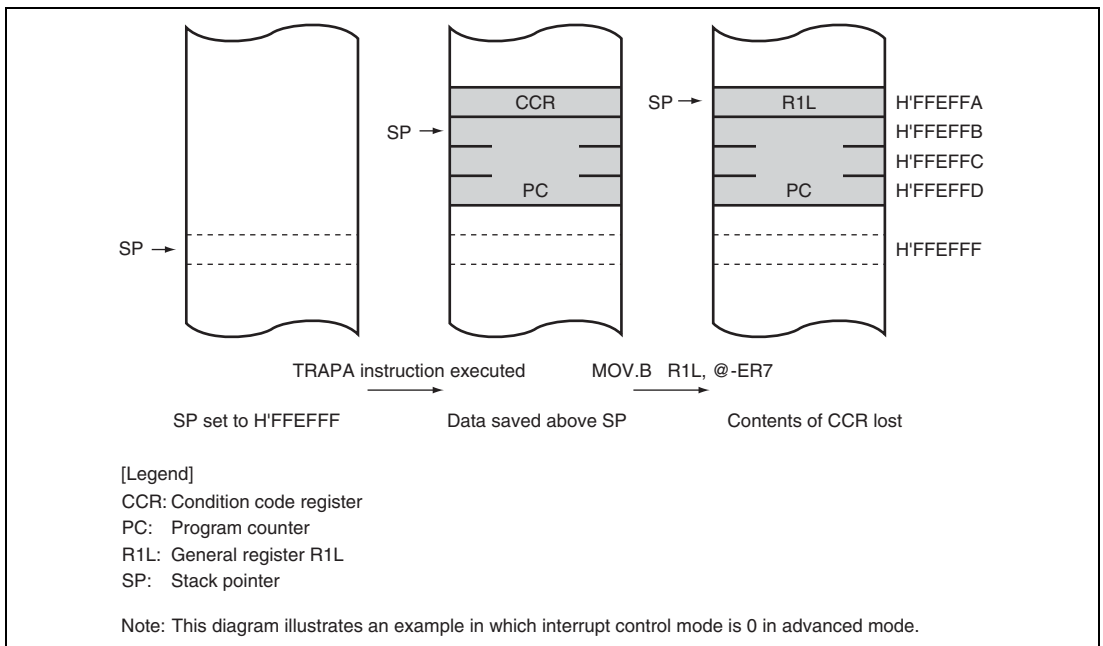 CCR
SP
R1L
H'FFEFFA
SP
H'FFEFFB
H'FFEFFC
PC
PC
H'FFEFFD
SP
H'FFEFFF
TRAPA instruction executed
MOV.B R1L, @-ER7
SP set to H'FFEFFF
Data saved above SP
Contents of CCR lost
[Legend]
CCR: Condition code register
PC: Program counter
R1L: General register R1L
SP: Stack pointer
Note: This diagram illustrates an example in which interrupt control mode is 0 in advanced mode.